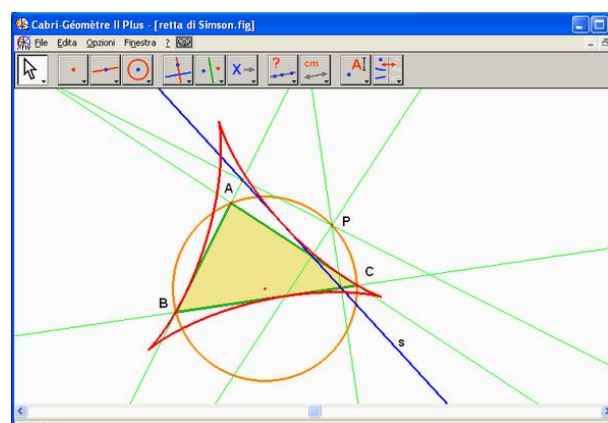 Cabri-Géomètre II Plus - [retta di Simson.fig]
File Edita Opzioni Finestra ?
X
?
cm
A
A
P
C
B
s